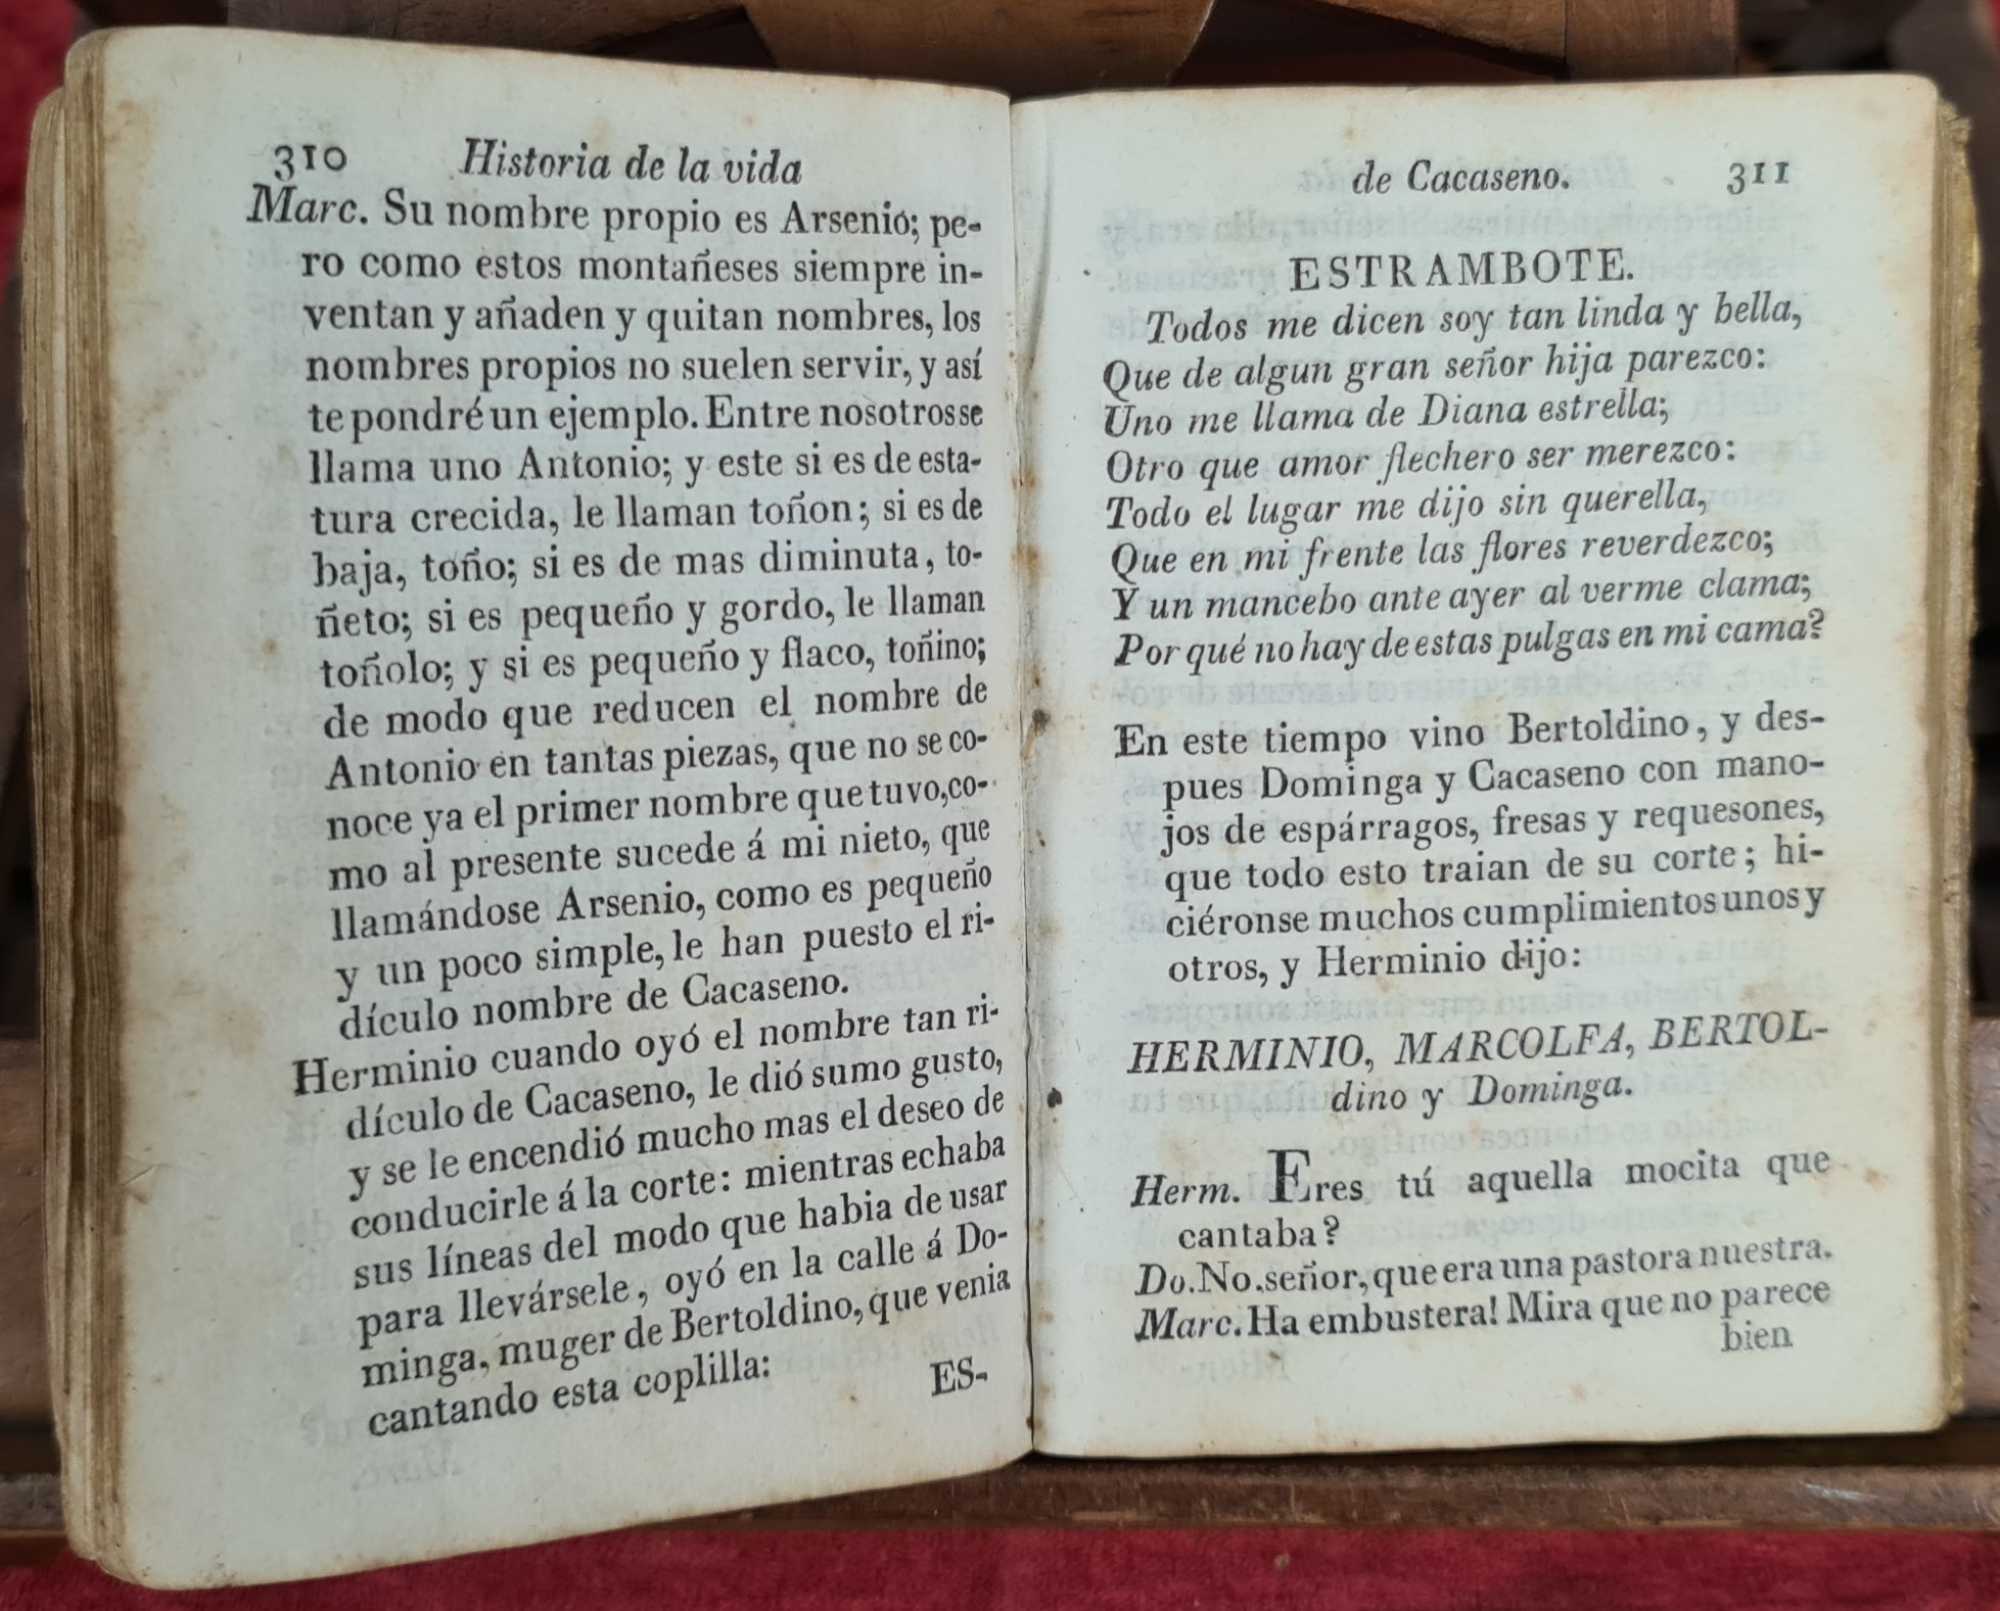 310 Historia de la vida
Marc. Su nombre propio es Arsenio; pe-
ro como estos montañeses siempre in-
ventan y añaden y quitan nombres, los
nombres propios no suelen servir, y así
te pondré un ejemplo. Entre nosotros se
llama uno Antonio; y este si es de esta-
tura crecida, le llaman toñon; si es de
baja, toño; si es de mas diminuta, to-
ñeto; si es pequeño y gordo, le llaman
toñolo; y si es pequeño y flaco, toñino;
de modo que reducen el nombre de
Antonio en tantas piezas, que no se co-
noce ya el primer nombre que tuvo, co-
mo al presente sucede á mi nieto, que
llamándose Arsenio, como es pequeño
y un poco simple, le han puesto el ri-
dículo nombre de Cacaseno.
Herminio cuando oyó el nombre tan ri-
dículo de Cacaseno, le dió sumo gusto,
y se le encendió mucho mas el deseo de
conducirle á la corte: mientras echaba
sus líneas del modo que habia de usar
para llevársele, oyó en la calle á Do-
minga, muger de Bertoldino, que venia
cantando esta coplilla:
ES-
de Cacaseno. 311
ESTRAMBOTE.
Todos me dicen soy tan linda y bella,
Que de algun gran señor hija parezco:
Uno me llama de Diana estrella;
Otro que amor flechero ser merezco:
Todo el lugar me dijo sin querella,
Que en mi frente las flores reverdezco;
Y un mancebo ante ayer al verme clama;
Por qué no hay de estas pulgas en mi cama?
En este tiempo vino Bertoldino, y des-
pues Dominga y Cacaseno con mano-
jos de espárragos, fresas y requesones,
que todo esto traian de su corte; hi-
ciéronse muchos cumplimientos unos y
otros, y Herminio dijo:
HERMINIO, MARCOLFA, BERTOL-
dino y Dominga.
Herm. Eres tú aquella mocita que
cantaba?
Do. No señor, que era una pastora nuestra.
Marc. Ha embustera! Mira que no parece
bien